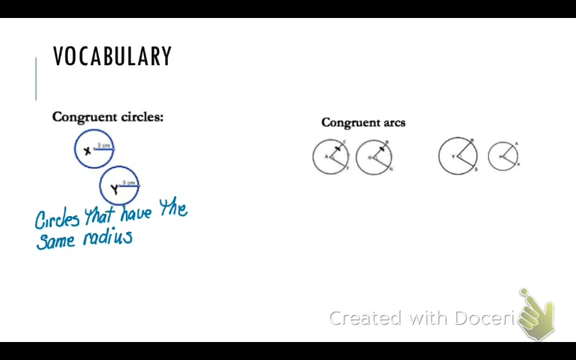 VOCABULARY
Congruent circles:
Congruent arcs
3 cm
X
3 cm
Y
Circles that have the
same radius
Created with Doceri